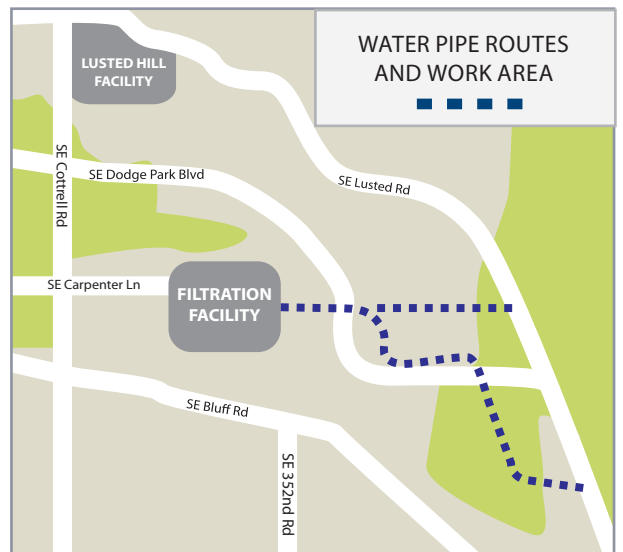 WATER PIPE ROUTES
AND WORK AREA
LUSTED HILL
FACILITY
SE Cottrell Rd
SE Dodge Park Blvd
SE Lusted Rd
SE Carpenter Ln
FILTRATION
FACILITY
SE Bluff Rd
SE 352nd Rd